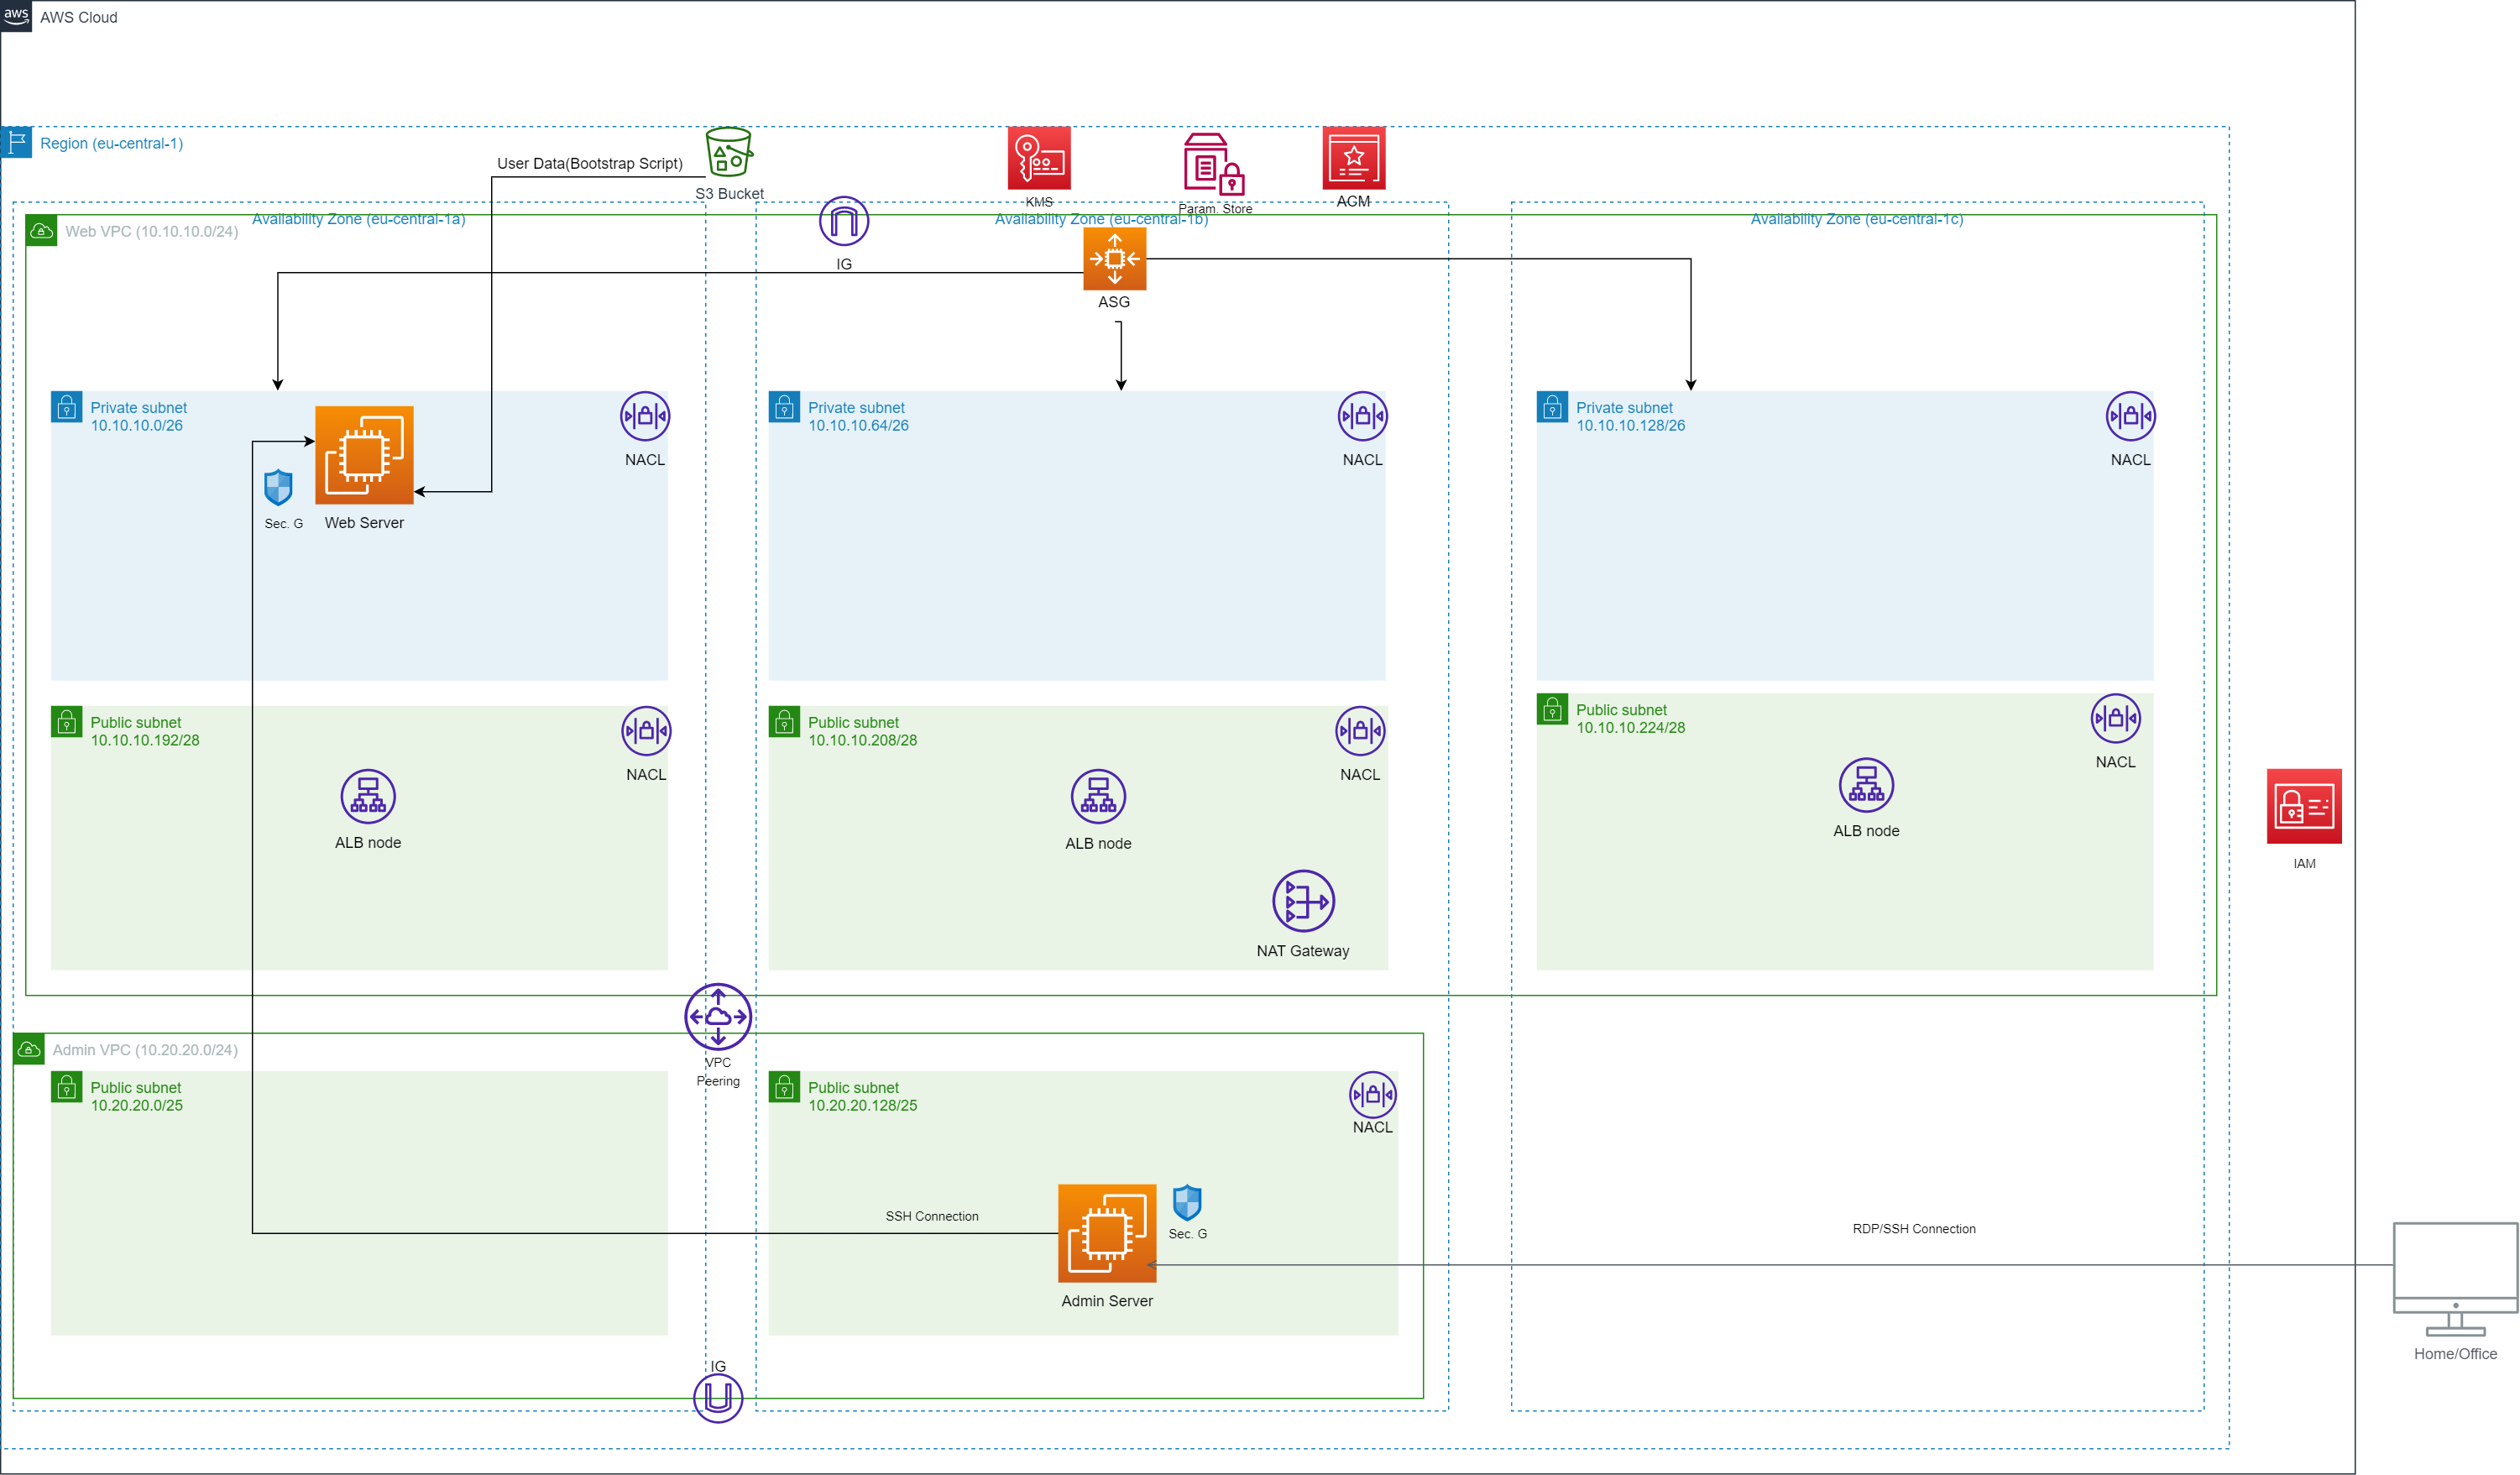 aws
AWS Cloud
Region (eu-central-1)
User Data(Bootstrap Script)
S3 Bucket
KMS
Param. Store
ACM
Availability Zone (eu-central-1a)
Availability Zone (eu-central-1b)
Availability Zone (eu-central-1c)
Web VPC (10.10.10.0/24)
IG
ASG
Private subnet
10.10.10.0/26
NACL
Sec. G
Web Server
Private subnet
10.10.10.64/26
NACL
Private subnet
10.10.10.128/26
NACL
Public subnet
10.10.10.192/28
NACL
ALB node
Public subnet
10.10.10.208/28
NACL
ALB node
NAT Gateway
Public subnet
10.10.10.224/28
NACL
ALB node
IAM
VPC
Peering
Admin VPC (10.20.20.0/24)
Public subnet
10.20.20.0/25
Public subnet
10.20.20.128/25
NACL
SSH Connection
Sec. G
Admin Server
RDP/SSH Connection
Home/Office
IG